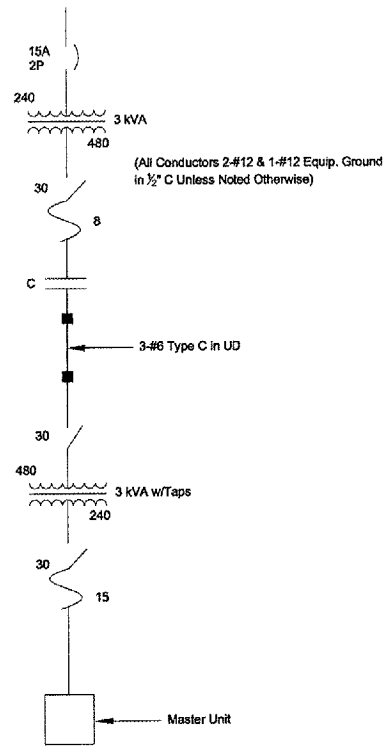 15A
2P
240
3 kVA
480
(All Conductors 2-#12 & 1-#12 Equip. Ground
in ½" C Unless Noted Otherwise)
30
8
C
3-#6 Type C in UD
30
480
3 kVA w/Taps
240
30
15
Master Unit